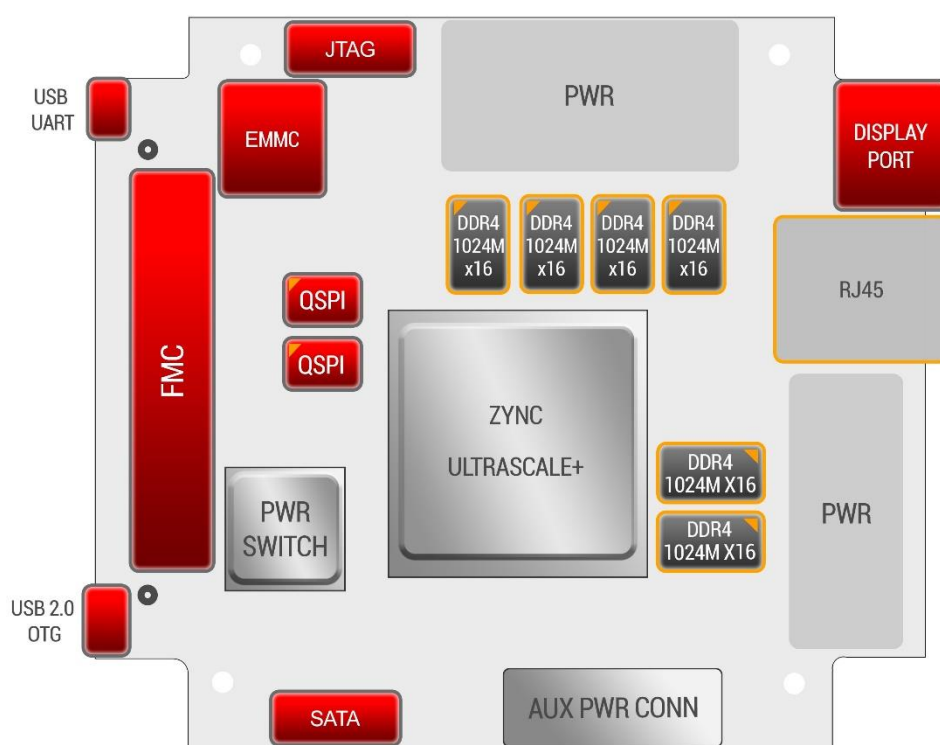 JTAG
PWR
USB
UART
EMMC
DISPLAY
PORT
DDR4
1024M
x16
DDR4
1024M
x16
DDR4
1024M
x16
DDR4
1024M
x16
RJ45
QSPI
QSPI
FMC
ZYNC
ULTRASCALE+
DDR4
1024M X16
DDR4
1024M X16
PWR
PWR
SWITCH
USB 2.0
OTG
SATA
AUX PWR CONN